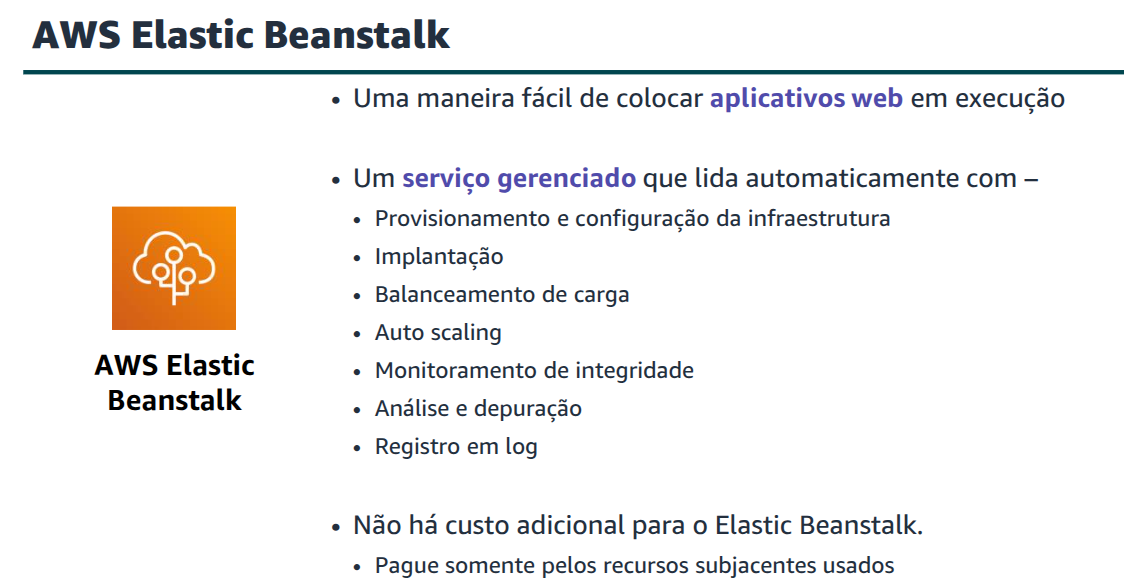 AWS Elastic Beanstalk
• Uma maneira fácil de colocar aplicativos web em execução
• Um serviço gerenciado que lida automaticamente com –
• Provisionamento e configuração da infraestrutura
• Implantação
• Balanceamento de carga
• Auto scaling
• Monitoramento de integridade
• Análise e depuração
• Registro em log
• Não há custo adicional para o Elastic Beanstalk.
• Pague somente pelos recursos subjacentes usados
AWS Elastic
Beanstalk